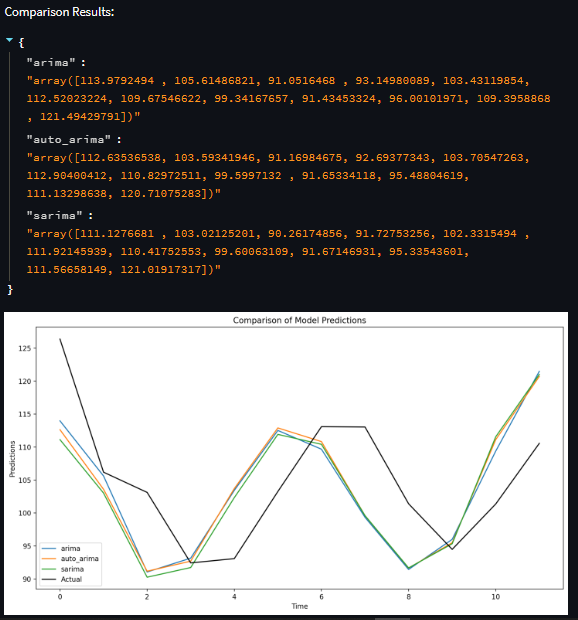 Comparison Results:
{
"arima" :
"array([113.9792494 , 105.61486821, 91.0516468 , 93.14980089, 103.43119854,
112.52023224, 109.67546622, 99.34167657, 91.43453324, 96.00101971, 109.3958868
, 121.49429791])"
"auto_arima" :
"array([112.63536538, 103.59341946, 91.16984675, 92.69377343, 103.70547263,
112.90400412, 110.82972511, 99.5997132 , 91.65334118, 95.48804619,
111.13298638, 120.71075283])"
"sarima" :
"array([111.1276681 , 103.02125201, 90.26174856, 91.72753256, 102.3315494 ,
111.92145939, 110.41752553, 99.60063109, 91.67146931, 95.33543601,
111.56658149, 121.01917317])"
}
Comparison of Model Predictions
Predictions
125
120
115
110
105
100
95
90
arima
auto_arima
sarima
Actual
0 2 4 6 8 10
Time